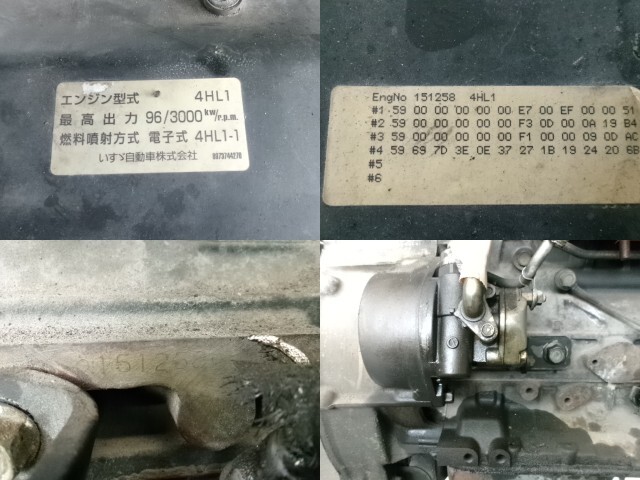 エンジン型式 4HL1
最高出力 96/3000 kw/r.p.m.
燃料噴射方式 電子式 4HL1-1
いすゞ自動車株式会社 8973744270
EngNo 151258 4HL1
#1 59 00 00 00 00 00 E7 00 EF 00 00 51
#2 59 00 00 00 00 00 F3 0D 00 0A 19 B4
#3 59 00 00 00 00 00 F1 00 00 09 0D AC
#4 59 69 7D 3E 0E 37 27 1B 19 24 20 6B
#5
#6